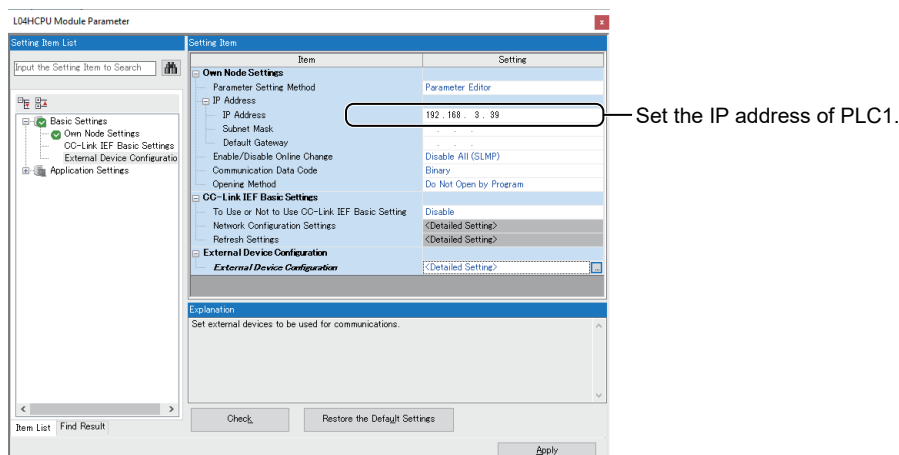 L04HCPU Module Parameter
Setting Item List
Input the Setting Item to Search
Basic Settings
Own Node Settings
CC-Link IEF Basic Settings
External Device Configuratio
Application Settings
Item List
Find Result
Setting Item
Item Setting
Own Node Settings
Parameter Setting Method Parameter Editor
IP Address
IP Address 192 . 168 . 3 . 39
Subnet Mask . . .
Default Gateway . . .
Enable/Disable Online Change Disable All (SLMP)
Communication Data Code Binary
Opening Method Do Not Open by Program
CC-Link IEF Basic Settings
To Use or Not to Use CC-Link IEF Basic Setting Disable
Network Configuration Settings <Detailed Setting>
Refresh Settings <Detailed Setting>
External Device Configuration
External Device Configuration <Detailed Setting> ...
Explanation
Set external devices to be used for communications.
Check
Restore the Default Settings
Apply
Set the IP address of PLC1.